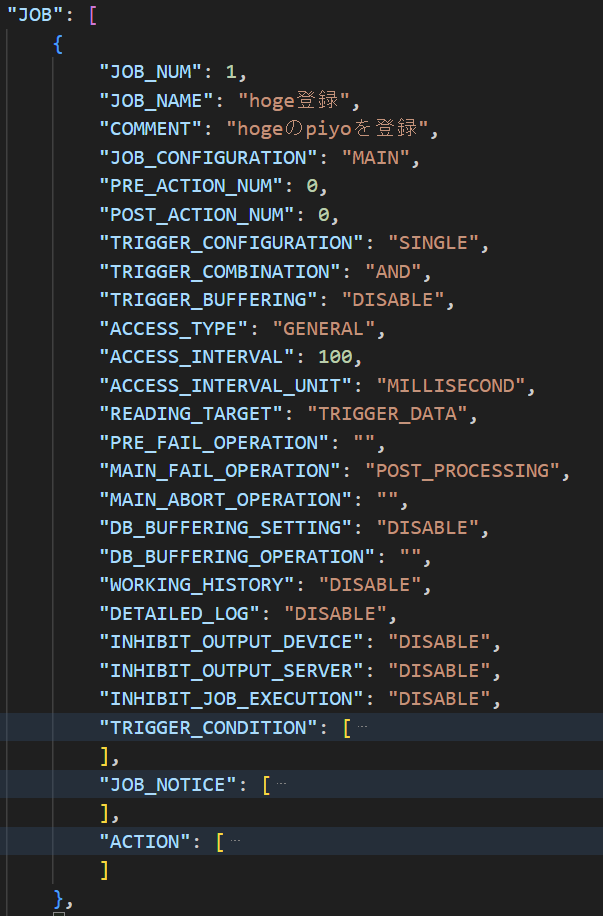 "JOB": [
{
"JOB_NUM": 1,
"JOB_NAME": "hoge登録",
"COMMENT": "hogeのpiyoを登録",
"JOB_CONFIGURATION": "MAIN",
"PRE_ACTION_NUM": 0,
"POST_ACTION_NUM": 0,
"TRIGGER_CONFIGURATION": "SINGLE",
"TRIGGER_COMBINATION": "AND",
"TRIGGER_BUFFERING": "DISABLE",
"ACCESS_TYPE": "GENERAL",
"ACCESS_INTERVAL": 100,
"ACCESS_INTERVAL_UNIT": "MILLISECOND",
"READING_TARGET": "TRIGGER_DATA",
"PRE_FAIL_OPERATION": "",
"MAIN_FAIL_OPERATION": "POST_PROCESSING",
"MAIN_ABORT_OPERATION": "",
"DB_BUFFERING_SETTING": "DISABLE",
"DB_BUFFERING_OPERATION": "",
"WORKING_HISTORY": "DISABLE",
"DETAILED_LOG": "DISABLE",
"INHIBIT_OUTPUT_DEVICE": "DISABLE",
"INHIBIT_OUTPUT_SERVER": "DISABLE",
"INHIBIT_JOB_EXECUTION": "DISABLE",
"TRIGGER_CONDITION": [ …
],
"JOB_NOTICE": [ …
],
"ACTION": [ …
]
},